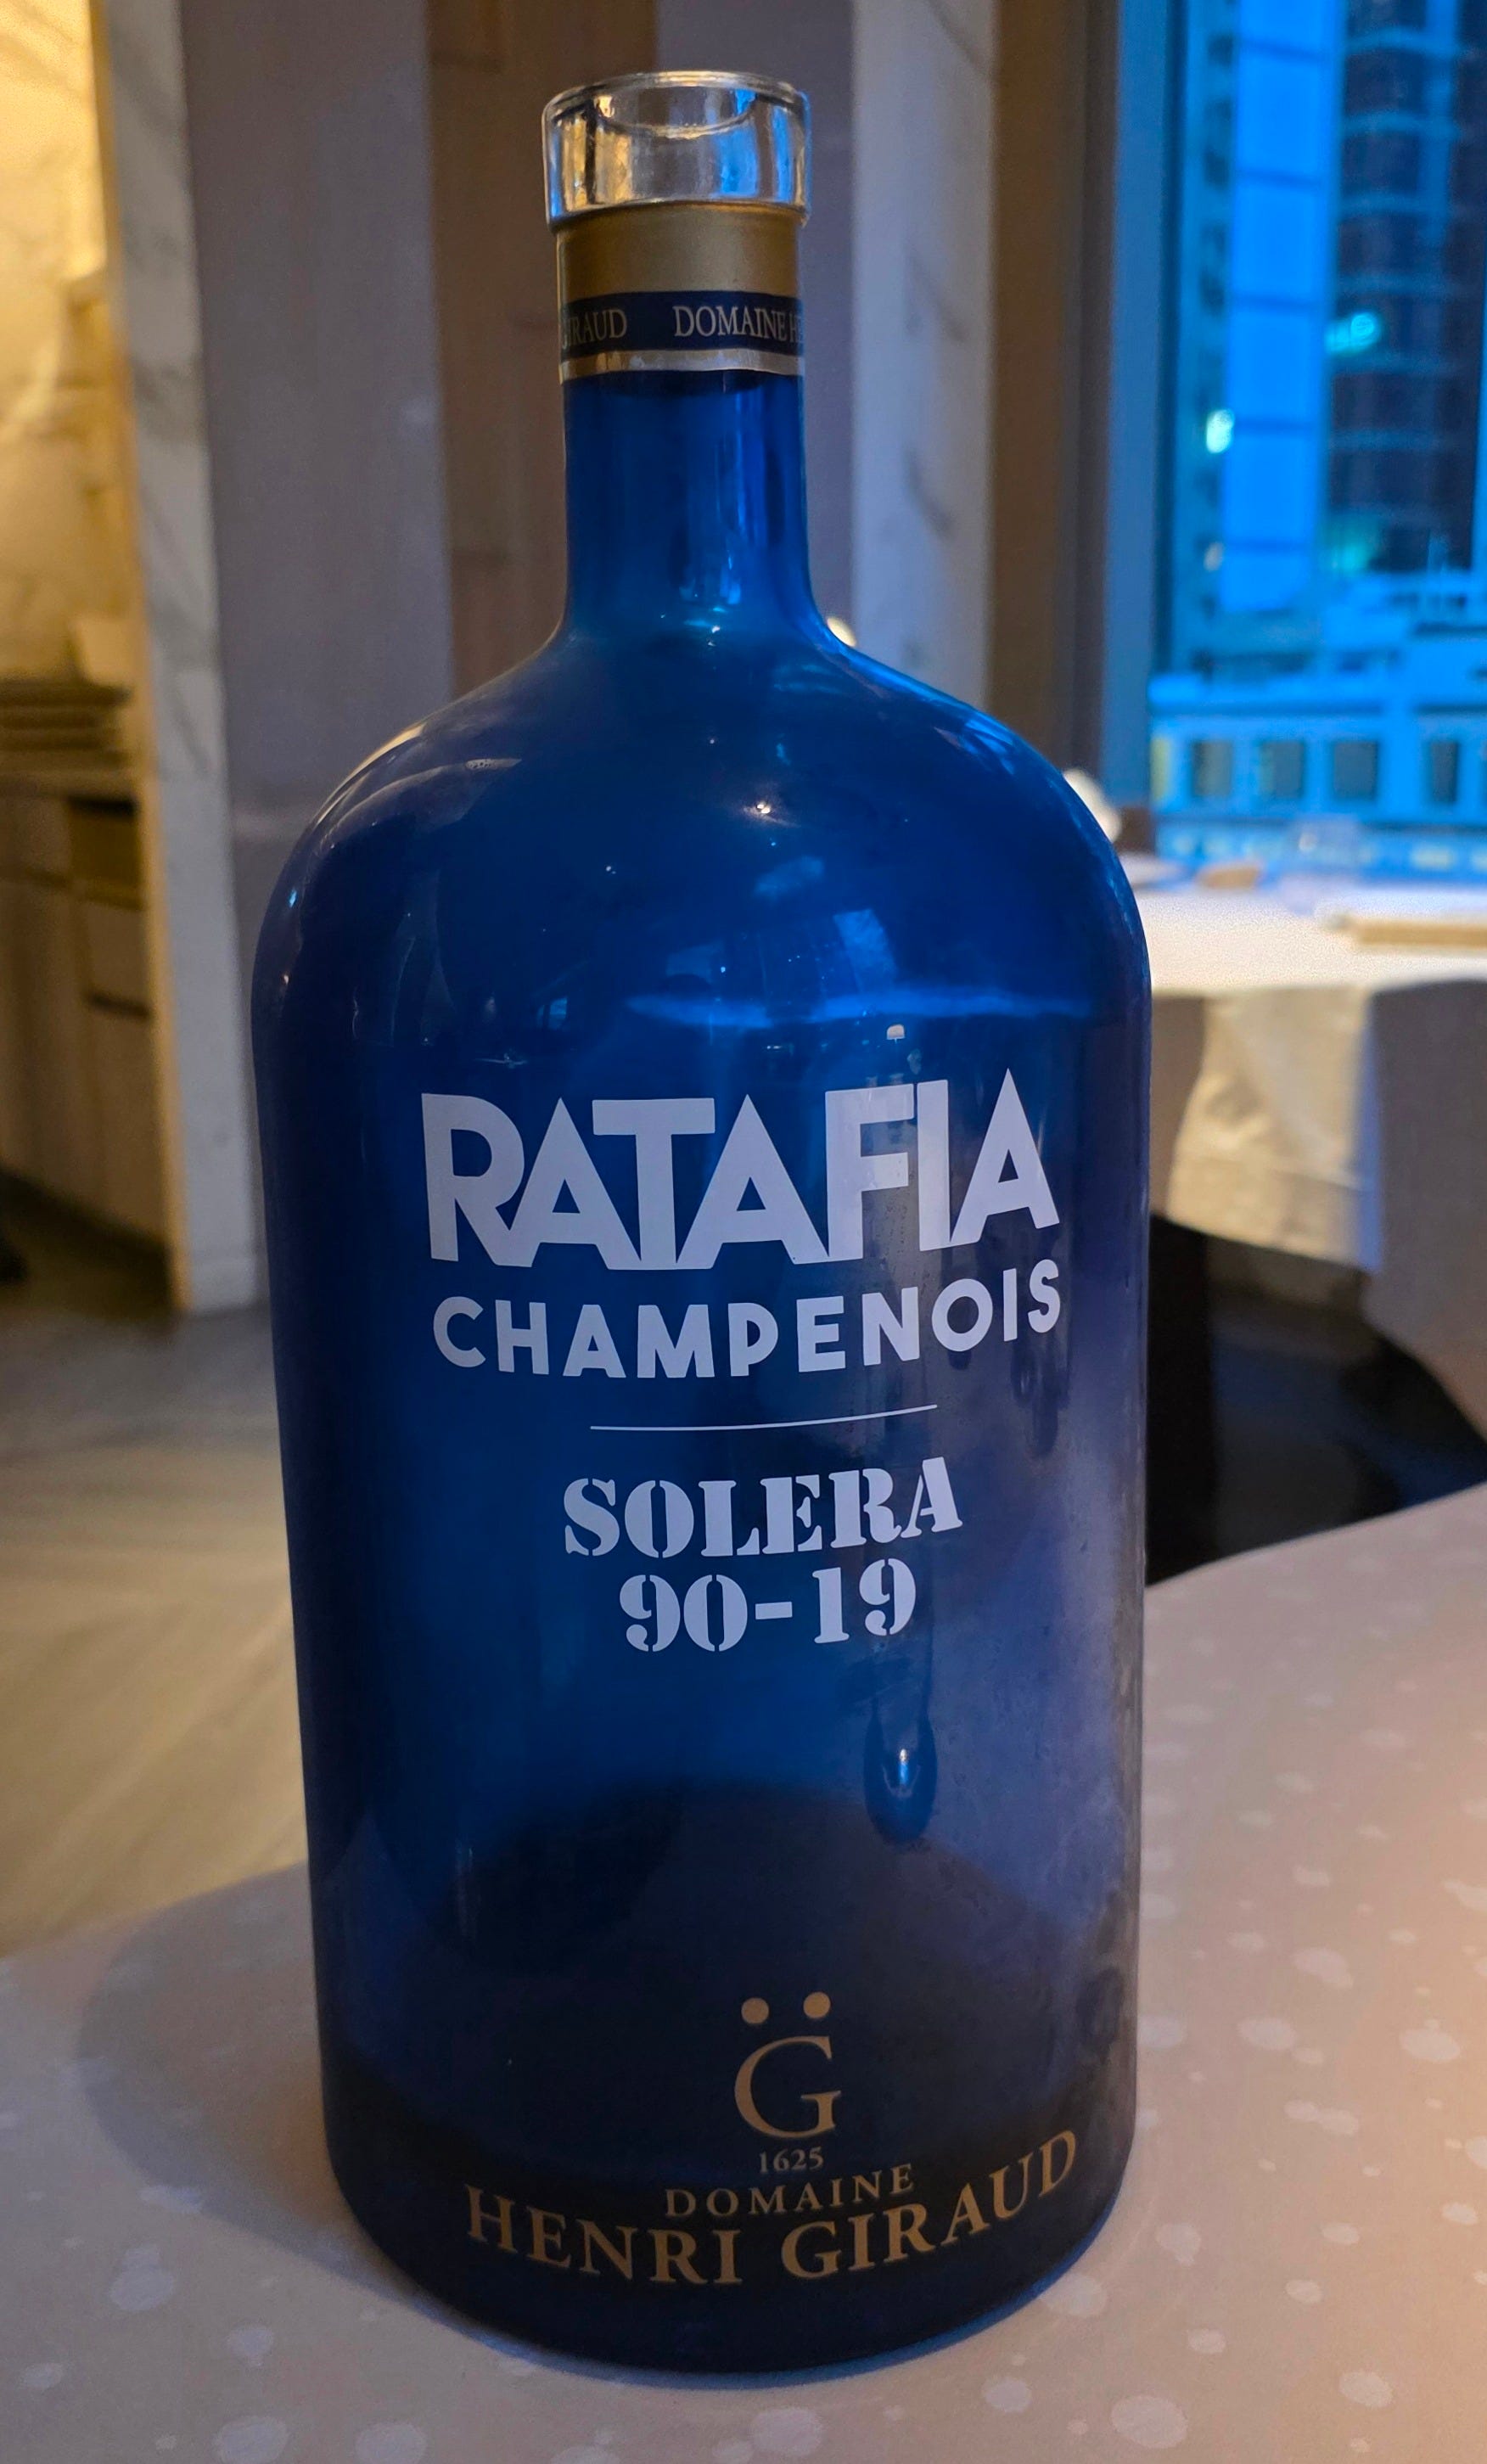 GIRAUD DOMAINE
RATAFIA
CHAMPENOIS
SOLERA
90-19
G̈
1625
DOMAINE
HENRI GIRAUD